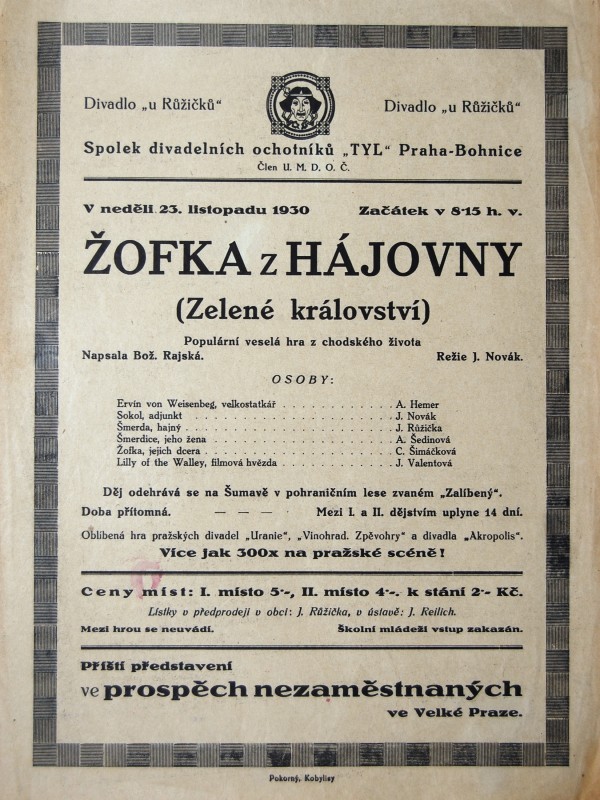 Divadlo „u Růžičků“ Divadlo „u Růžičků“
Spolek divadelních ochotníků „TYL“ Praha-Bohnice
Člen U. M. D. O. Č.
V neděli 23. listopadu 1930 Začátek v 8·15 h. v.
ŽOFKA z HÁJOVNY
(Zelené království)
Populární veselá hra z chodského života
Napsala Bož. Rajská. Režie J. Novák.
OSOBY:
Ervín von Weisenbeg, velkostatkář . . . . . . . . . . . . A. Hemer
Sokol, adjunkt . . . . . . . . . . . . . . . . . . . . . . J. Novák
Šmerda, hajný . . . . . . . . . . . . . . . . . . . . . . J. Růžička
Šmerdice, jeho žena . . . . . . . . . . . . . . . . . . . A. Šedinová
Žofka, jejich dcera . . . . . . . . . . . . . . . . . . . . C. Šimáčková
Lilly of the Walley, filmová hvězda . . . . . . . . . . . . J. Valentová
Děj odehrává se na Šumavě v pohraničním lese zvaném „Zalíbený“.
Doba přítomná. — — — · Mezi I. a II. dějstvím uplyne 14 dní.
Oblíbená hra pražských divadel „Uranie“, „Vinohrad. Zpěvohry“ a divadla „Akropolis“.
Více jak 300x na pražské scéně!
Ceny míst: I. místo 5·-, II. místo 4·-. k stání 2·- Kč.
Lístky v předprodeji v obci: J. Růžička, v ústavě: J. Keilich.
Mezi hrou se neuvádí. Školní mládeži vstup zakázán.
Příští představení
ve prospěch nezaměstnaných
ve Velké Praze.
Pokorný, Kobylisy